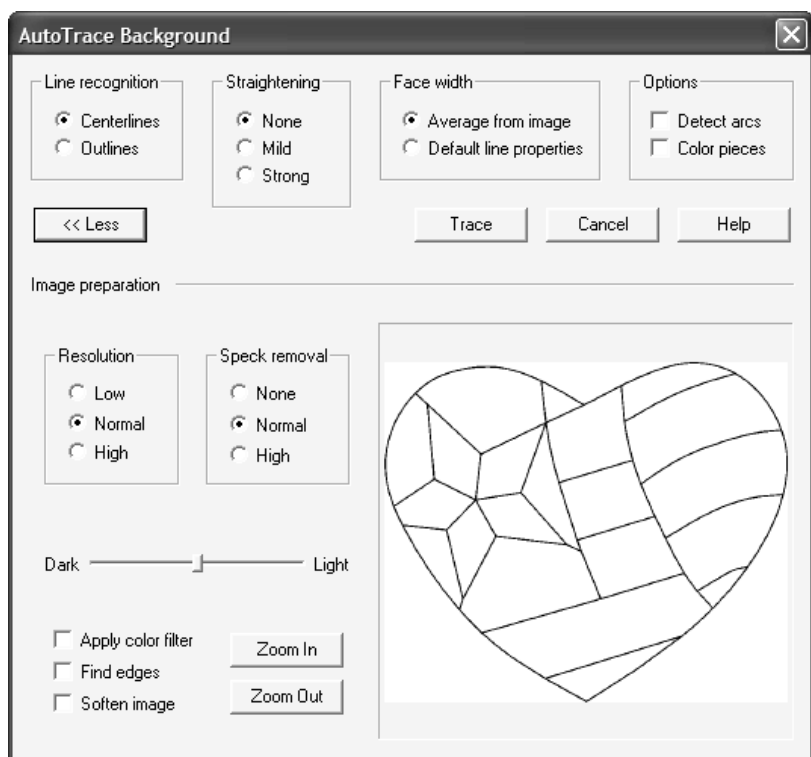 AutoTrace Background
Line recognition
Centerlines
Outlines
Straightening
None
Mild
Strong
Face width
Average from image
Default line properties
Options
Detect arcs
Color pieces
<< Less
Trace
Cancel
Help
Image preparation
Resolution
Low
Normal
High
Speck removal
None
Normal
High
Dark
Light
Apply color filter
Find edges
Soften image
Zoom In
Zoom Out